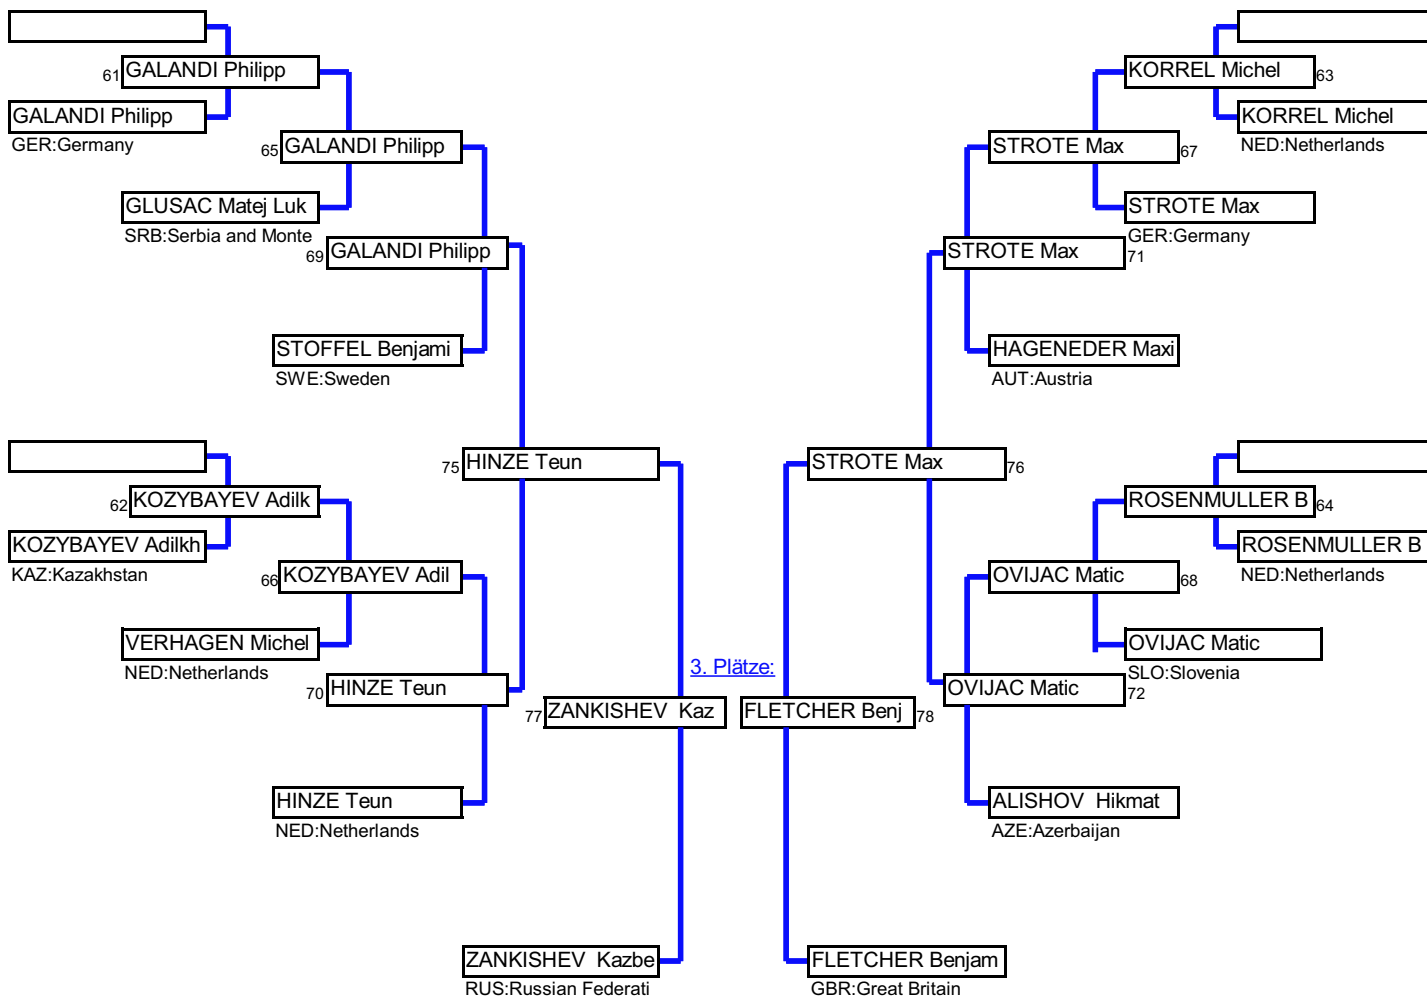 61 GALANDI Philipp
GALANDI Philipp
GER:Germany
65 GALANDI Philipp
GLUSAC Matej Luk
SRB:Serbia and Monte
69 GALANDI Philipp
STOFFEL Benjami
SWE:Sweden
75 HINZE Teun
62 KOZYBAYEV Adilk
KOZYBAYEV Adilkh
KAZ:Kazakhstan
66 KOZYBAYEV Adil
VERHAGEN Michel
NED:Netherlands
70 HINZE Teun
HINZE Teun
NED:Netherlands
77 ZANKISHEV Kaz
ZANKISHEV Kazbe
RUS:Russian Federati
3. Plätze:
KORREL Michel 63
KORREL Michel
NED:Netherlands
STROTE Max 67
STROTE Max
GER:Germany
STROTE Max 71
HAGENEDER Maxi
AUT:Austria
STROTE Max 76
ROSENMULLER B 64
ROSENMULLER B
NED:Netherlands
OVIJAC Matic 68
OVIJAC Matic
SLO:Slovenia
OVIJAC Matic 72
FLETCHER Benj 78
ALISHOV Hikmat
AZE:Azerbaijan
FLETCHER Benjam
GBR:Great Britain